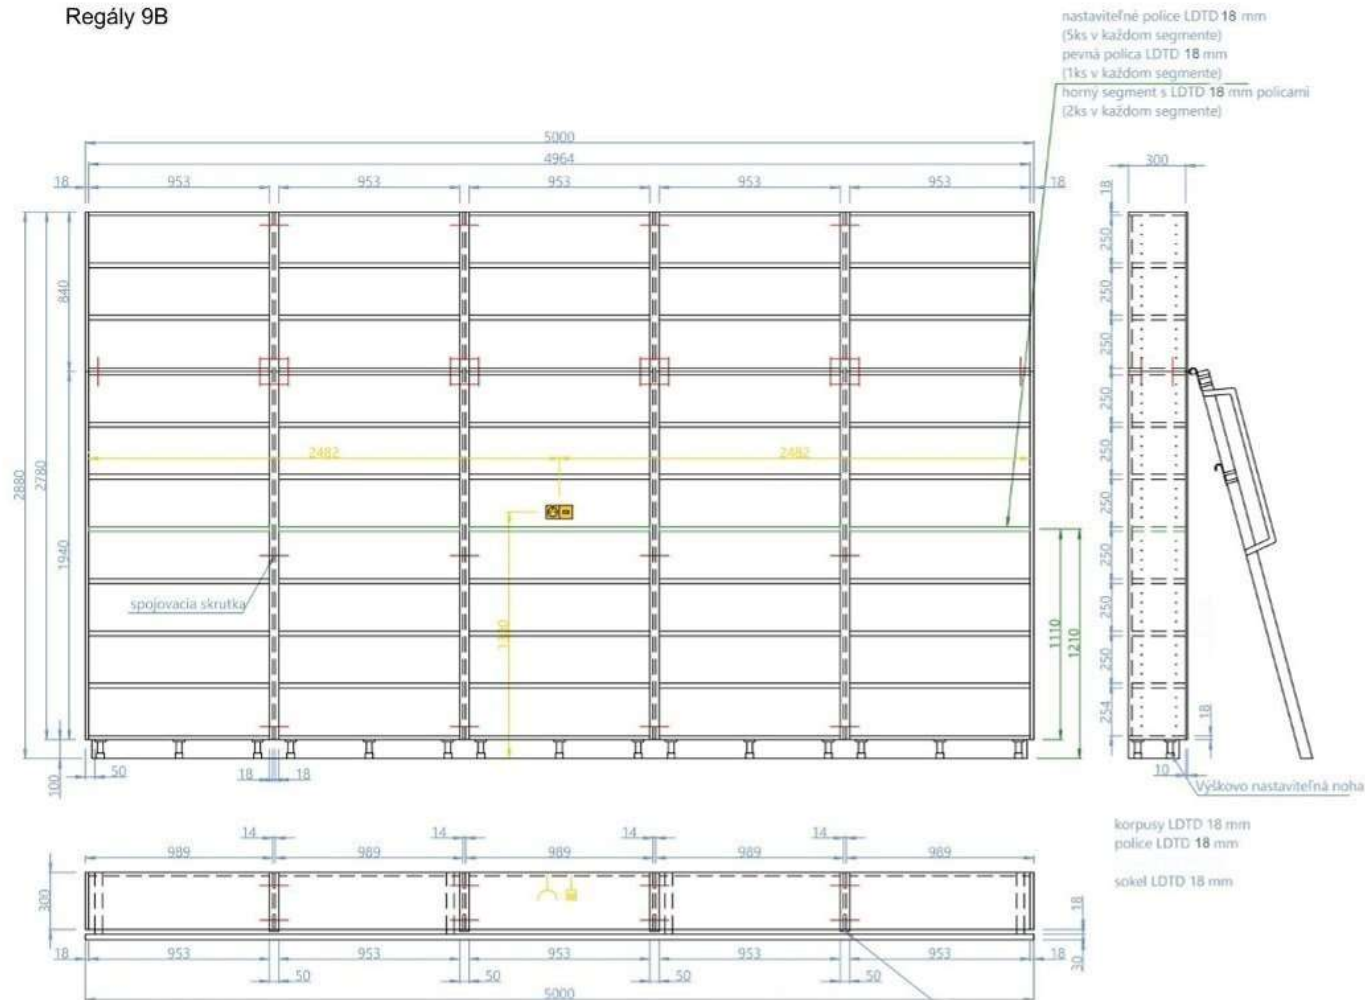 Regály 9B
nastaviteľné police LDTD 18 mm
(5ks v každom segmente)
pevná polica LDTD 18 mm
(1ks v každom segmente)
horný segment s LDTD 18 mm policami
(2ks v každom segmente)
5000
4964
300
18 953 953 953 953 953 18
18
250
250
250
250
250
250
250
250
250
254
840
2880
2780
1940
2482 2482
1110
1210
spojovacia skrutka
18
10
50
18 18
100
Výškovo nastaviteľná noha
korpusy LDTD 18 mm
police LDTD 18 mm
sokel LDTD 18 mm
14 14 14 14
989 989 989 989 989
300
18
30
18 953 953 953 953 953 18
50 50 50 50
5000